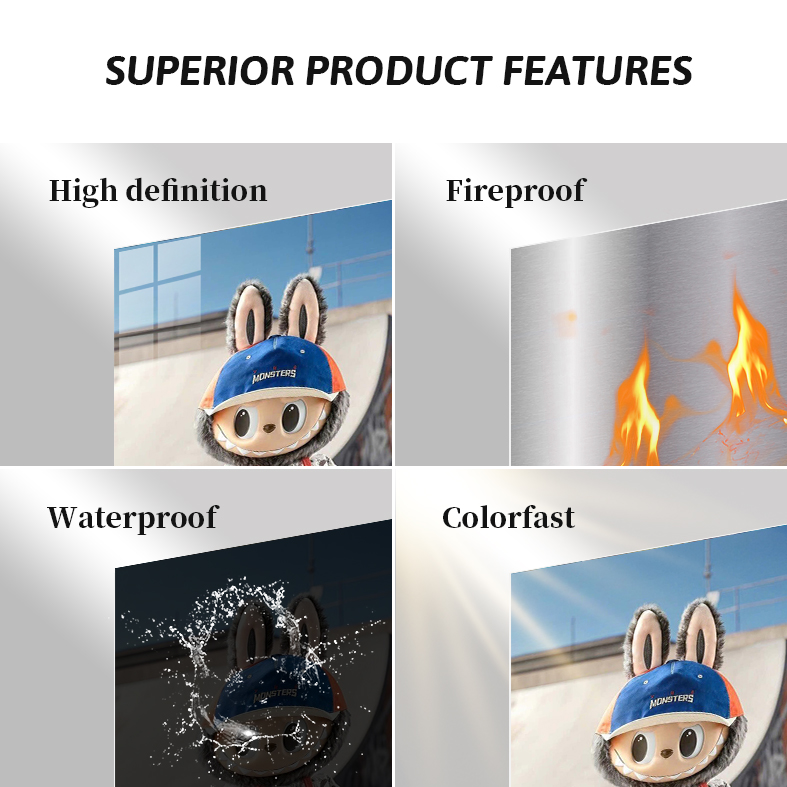 SUPERIOR PRODUCT FEATURES
High definition
Fireproof
MONSTERS
Waterproof
Colorfast
MONSTERS
MONSTERS